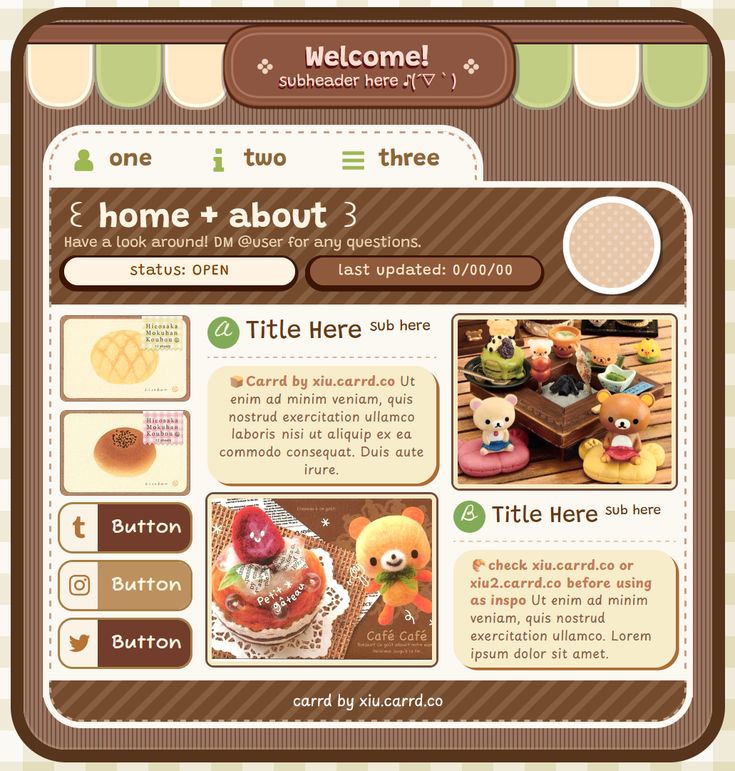 Welcome!
subheader here ♪(´▽｀)
one
two
three
꒰ home + about ꒱
Have a look around! DM @user for any questions.
status: OPEN
last updated: 0/00/00
Hicosaka
Mokuhan
Koubou
Hicosaka
Mokuhan
Koubou
t Button
Button
Button
A Title Here sub here
📦Carrd by xiu.carrd.co Ut
enim ad minim veniam, quis
nostrud exercitation ullamco
laboris nisi ut aliquip ex ea
commodo consequat. Duis aute
irure.
Petit *
gâteau
Café Café
B Title Here sub here
🥐check xiu.carrd.co or
xiu2.carrd.co before using
as inspo Ut enim ad minim
veniam, quis nostrud
exercitation ullamco. Lorem
ipsum dolor sit amet.
carrd by xiu.carrd.co